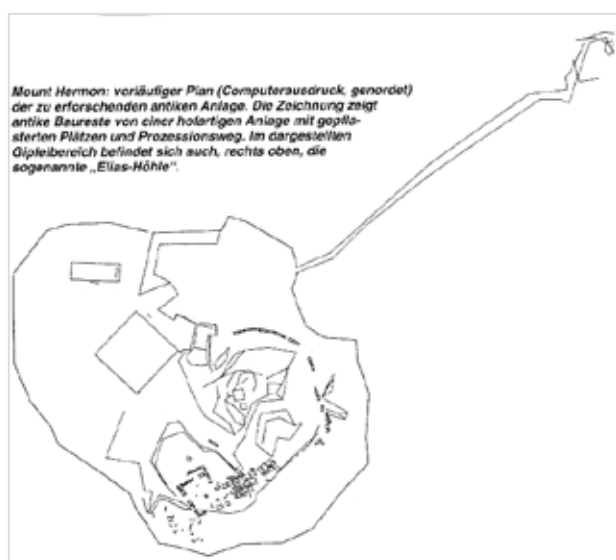 Mount Hermon: vorläufiger Plan (Computerausdruck, genordet)
der zu erforschenden antiken Anlage. Die Zeichnung zeigt
antike Baureste von einer hofartigen Anlage mit gepfla-
sterten Plätzen und Prozessionsweg. Im dargestellten
Gipfelbereich befindet sich auch, rechts oben, die
sogenannte „Elias-Höhle".